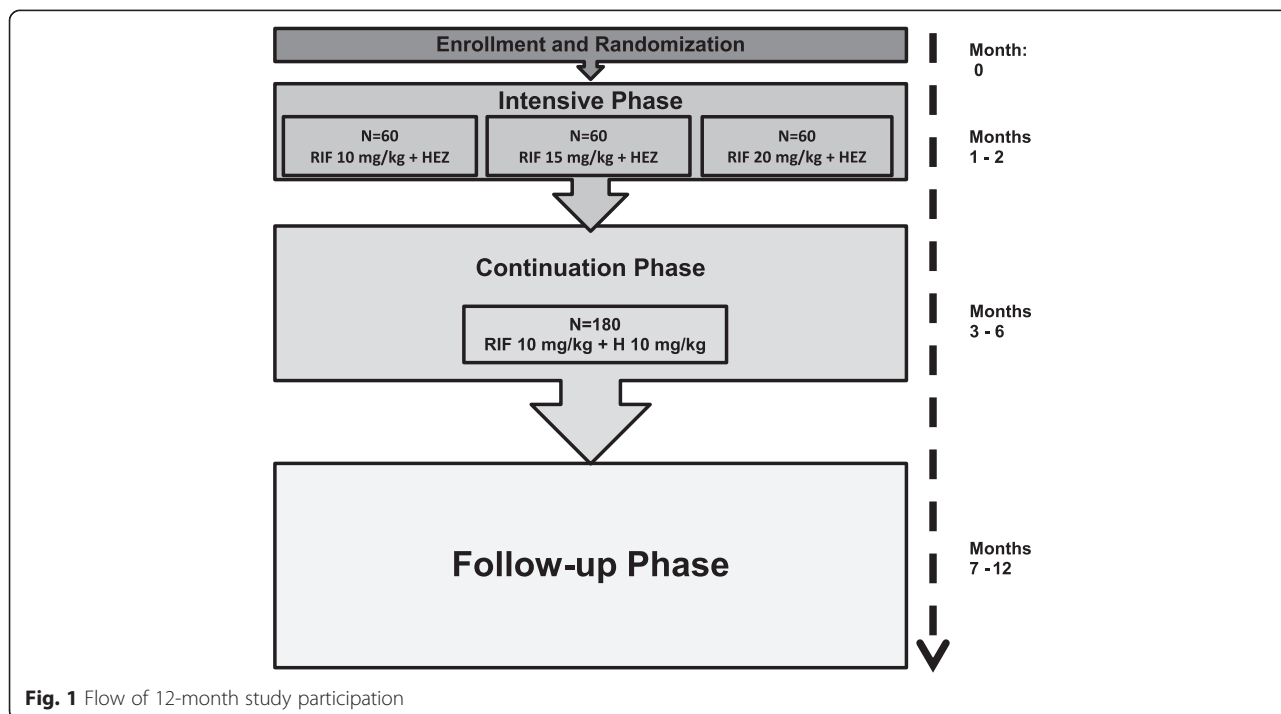 Enrollment and Randomization
Month:
0
Intensive Phase
N=60
RIF 10 mg/kg + HEZ
N=60
RIF 15 mg/kg + HEZ
N=60
RIF 20 mg/kg + HEZ
Months
1 - 2
Continuation Phase
N=180
RIF 10 mg/kg + H 10 mg/kg
Months
3 - 6
Follow-up Phase
Months
7 -12
Fig. 1 Flow of 12-month study participation